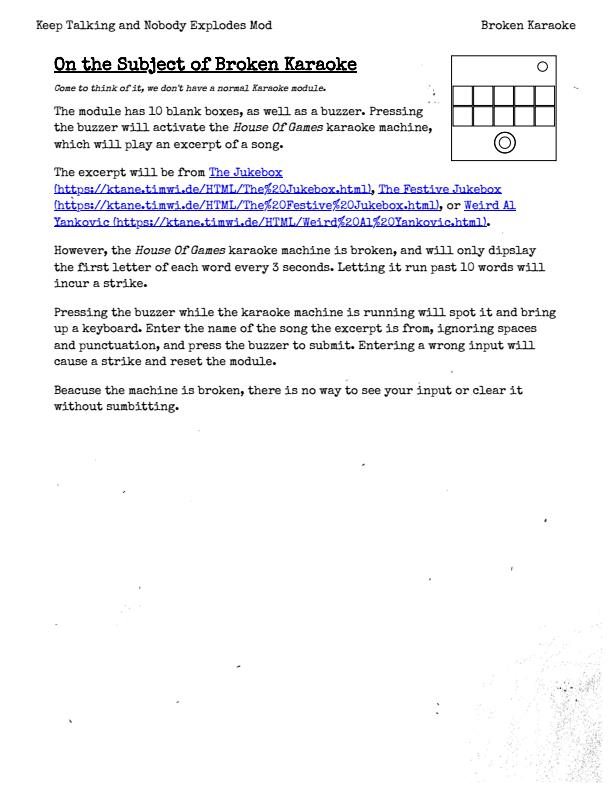 Keep Talking and Nobody Explodes Mod
Broken Karaoke
On the Subject of Broken Karaoke
Come to think of it, we don't have a normal Karaoke module.
The module has 10 blank boxes, as well as a buzzer. Pressing
the buzzer will activate the House Of Games karaoke machine,
which will play an excerpt of a song.
The excerpt will be from The Jukebox
(https://ktane.timwi.de/HTML/The%20Jukebox.html), The Festive Jukebox
(https://ktane.timwi.de/HTML/The%20Festive%20Jukebox.html), or Weird Al
Yankovic (https://ktane.timwi.de/HTML/Weird%20Al%20Yankovic.html).
However, the House Of Games karaoke machine is broken, and will only dipslay
the first letter of each word every 3 seconds. Letting it run past 10 words will
incur a strike.
Pressing the buzzer while the karaoke machine is running will spot it and bring
up a keyboard. Enter the name of the song the excerpt is from, ignoring spaces
and punctuation, and press the buzzer to submit. Entering a wrong input will
cause a strike and reset the module.
Beacuse the machine is broken, there is no way to see your input or clear it
without sumbitting.